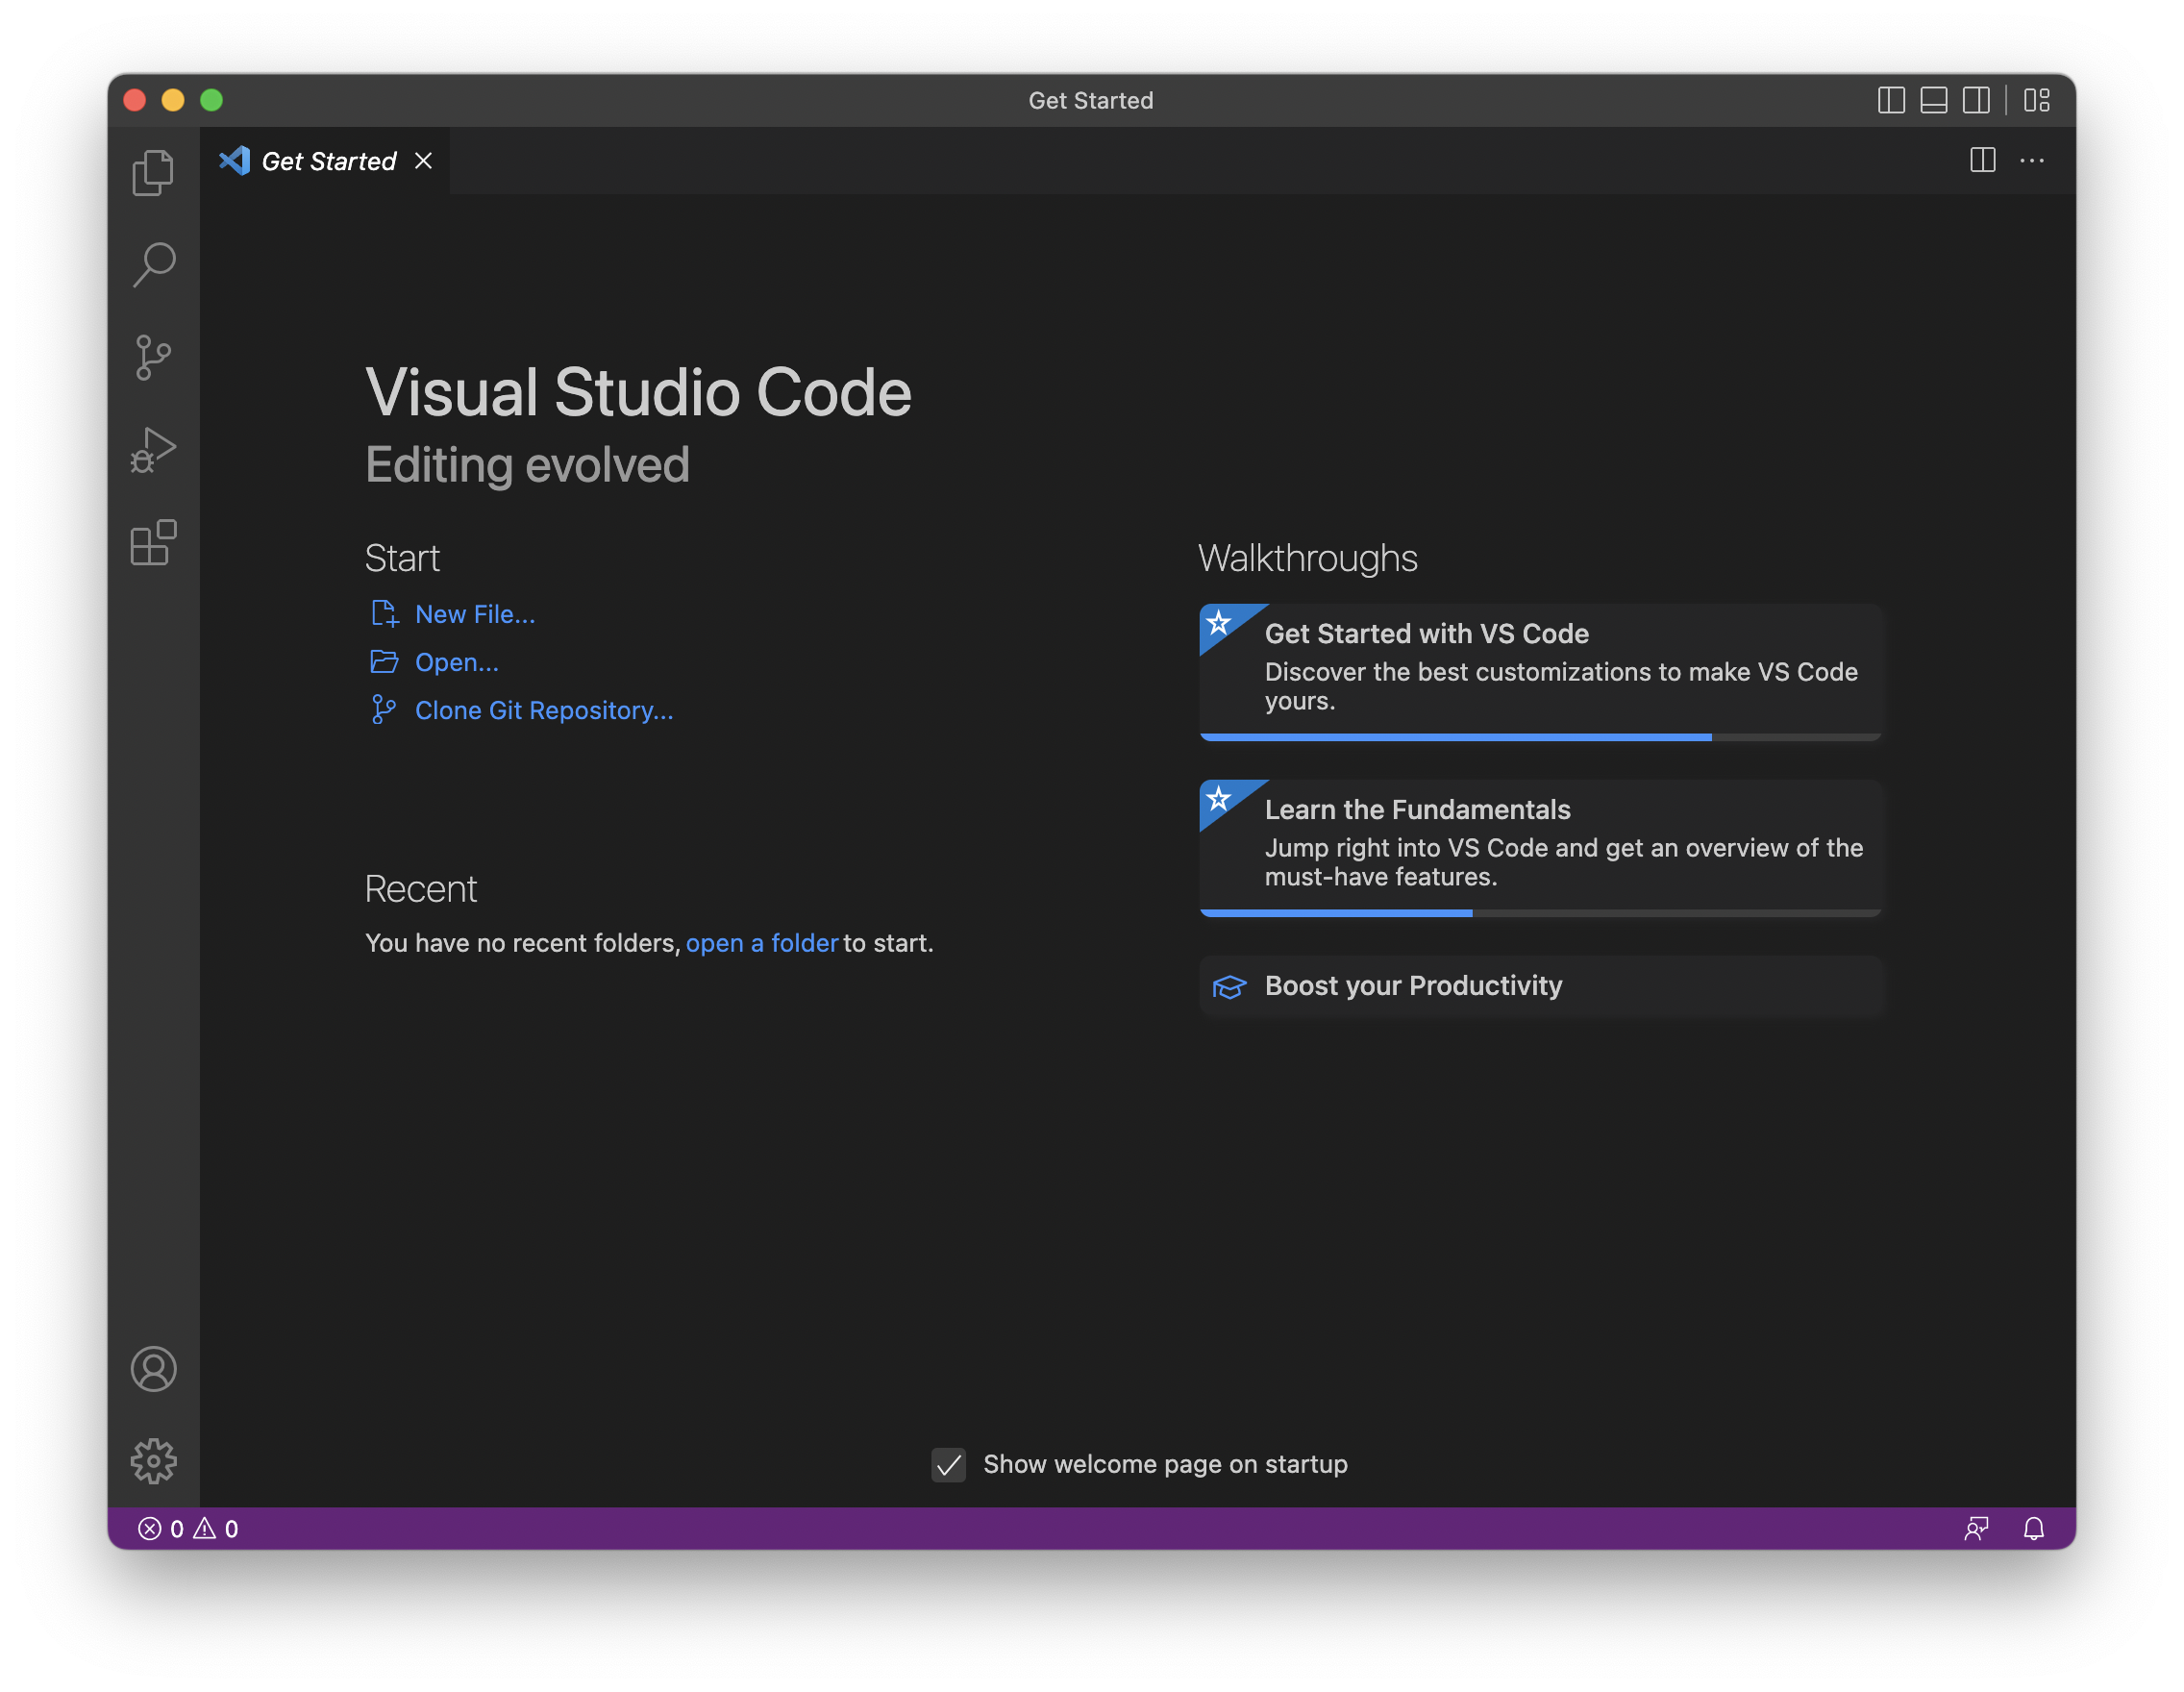 Get Started
Get Started
Visual Studio Code
Editing evolved
Start
New File...
Open...
Clone Git Repository...
Recent
You have no recent folders, open a folder to start.
Walkthroughs
Get Started with VS Code
Discover the best customizations to make VS Code
yours.
Learn the Fundamentals
Jump right into VS Code and get an overview of the
must-have features.
Boost your Productivity
Show welcome page on startup
0 0